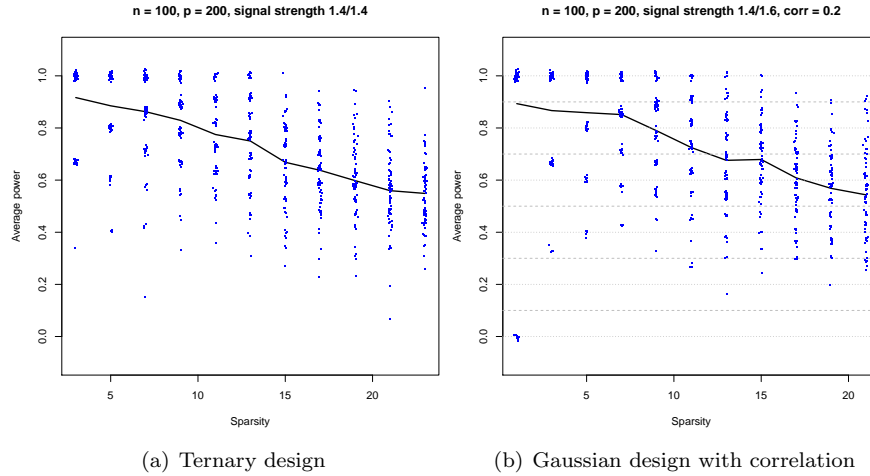 n = 100, p = 200, signal strength 1.4/1.4
1.0
0.8
0.6
0.4
0.2
0.0
Average power
5
10
15
20
Sparsity
(a) Ternary design
n = 100, p = 200, signal strength 1.4/1.6, corr = 0.2
1.0
0.8
0.6
0.4
0.2
0.0
Average power
5
10
15
20
Sparsity
(b) Gaussian design with correlation